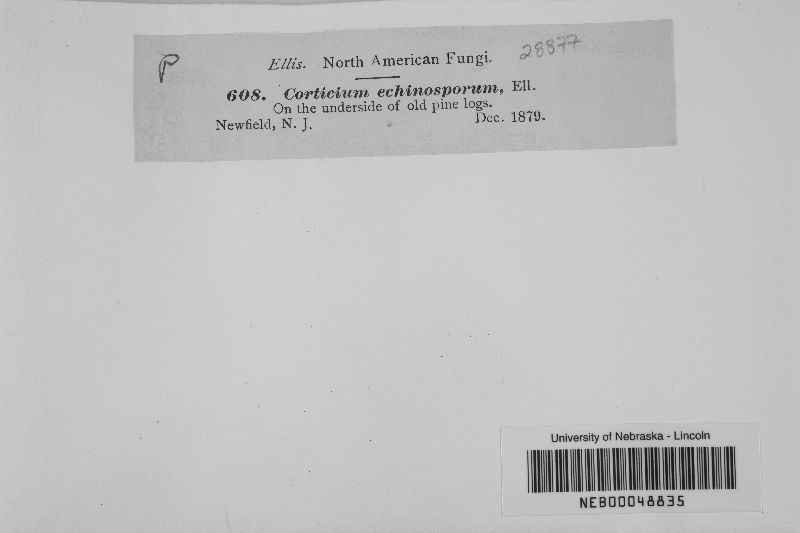 P
Ellis. North American Fungi. 28877
608. Corticium echinosporum, Ell.
On the underside of old pine logs.
Newfield, N. J. Dec. 1879.
University of Nebraska - Lincoln
NEB00048835